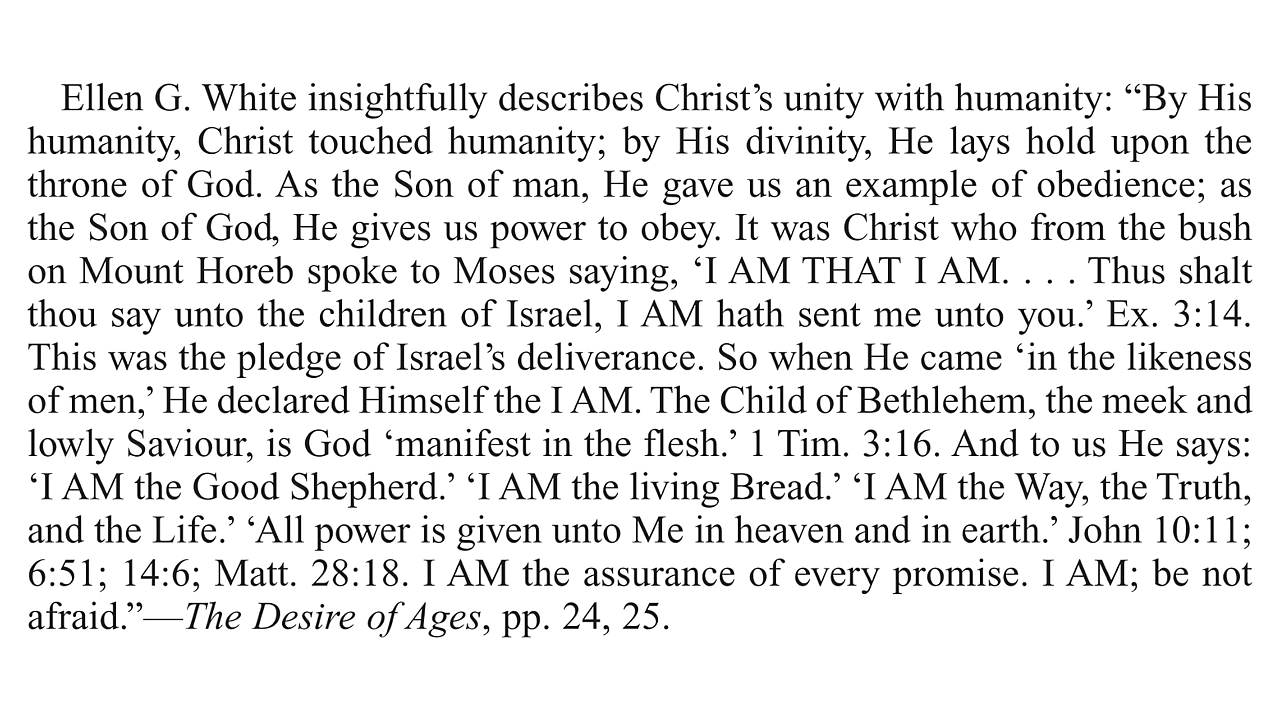 Ellen G. White insightfully describes Christ’s unity with humanity: “By His
humanity, Christ touched humanity; by His divinity, He lays hold upon the
throne of God. As the Son of man, He gave us an example of obedience; as
the Son of God, He gives us power to obey. It was Christ who from the bush
on Mount Horeb spoke to Moses saying, ‘I AM THAT I AM. . . . Thus shalt
thou say unto the children of Israel, I AM hath sent me unto you.’ Ex. 3:14.
This was the pledge of Israel’s deliverance. So when He came ‘in the likeness
of men,’ He declared Himself the I AM. The Child of Bethlehem, the meek and
lowly Saviour, is God ‘manifest in the flesh.’ 1 Tim. 3:16. And to us He says:
‘I AM the Good Shepherd.’ ‘I AM the living Bread.’ ‘I AM the Way, the Truth,
and the Life.’ ‘All power is given unto Me in heaven and in earth.’ John 10:11;
6:51; 14:6; Matt. 28:18. I AM the assurance of every promise. I AM; be not
afraid.”—The Desire of Ages, pp. 24, 25.